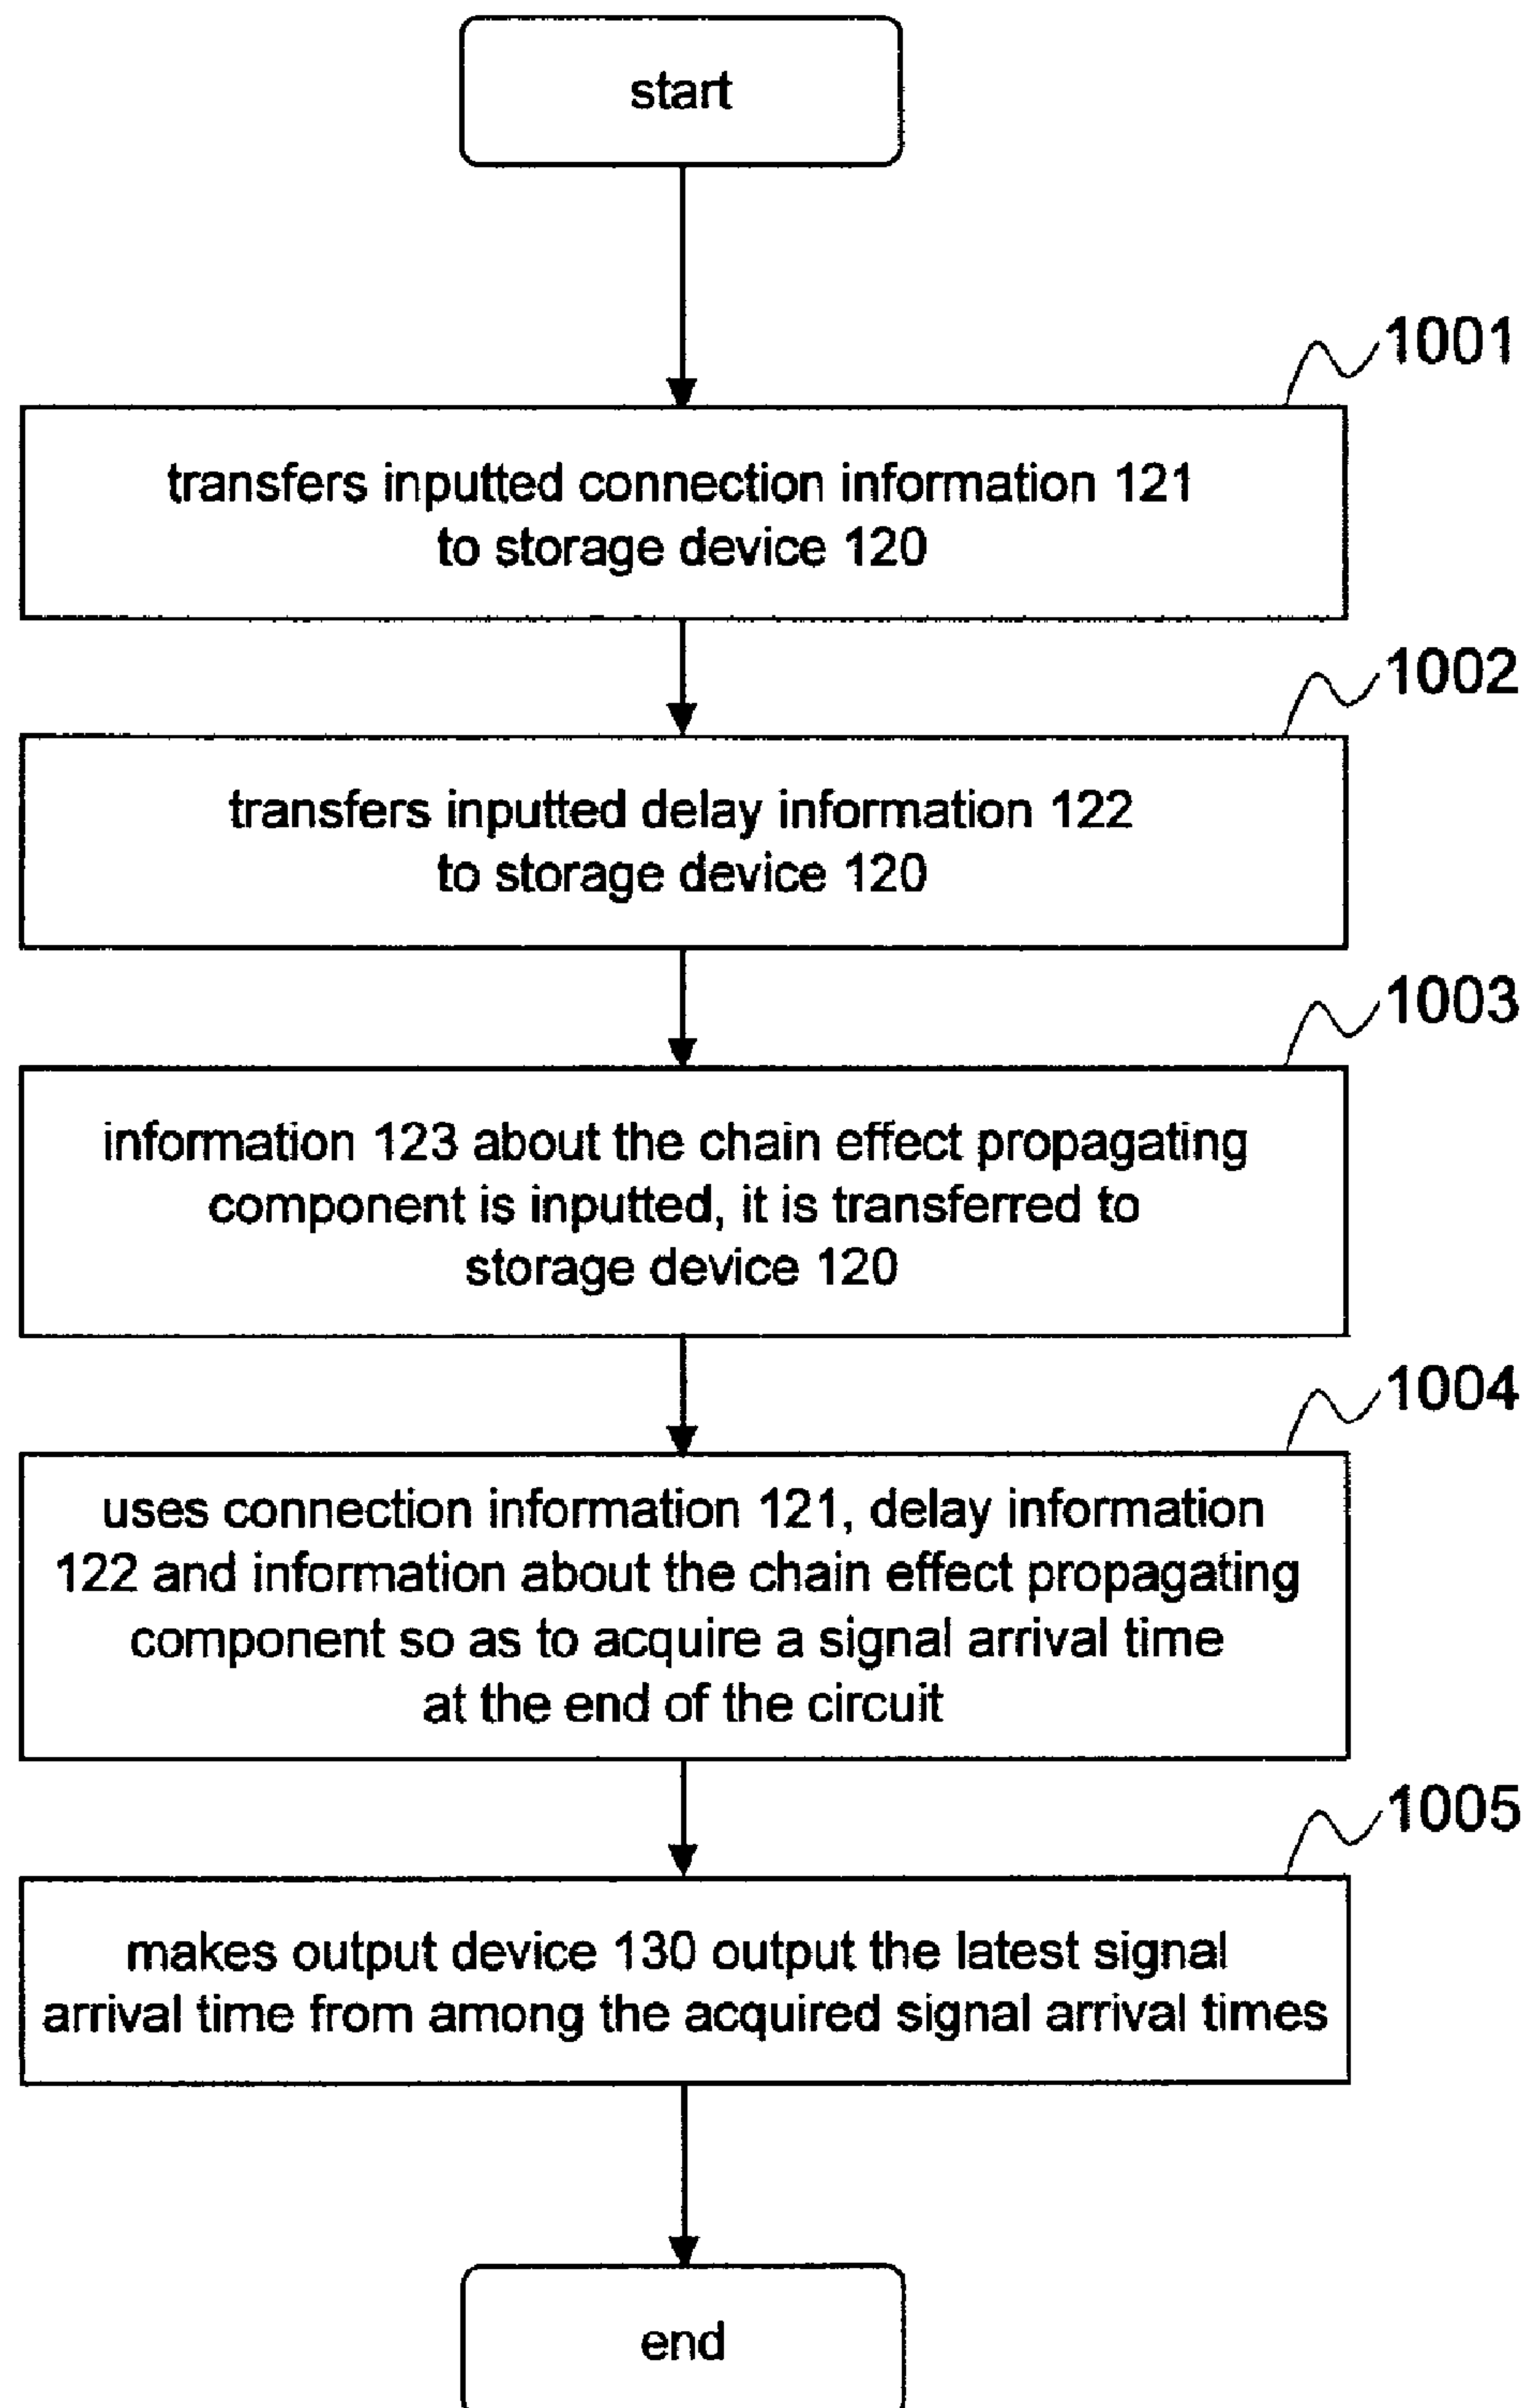 start
1001
transfers inputted connection information 121
to storage device 120
1002
transfers inputted delay information 122
to storage device 120
1003
information 123 about the chain effect propagating
component is inputted, it is transferred to
storage device 120
1004
uses connection information 121, delay information
122 and information about the chain effect propagating
component so as to acquire a signal arrival time
at the end of the circuit
1005
makes output device 130 output the latest signal
arrival time from among the acquired signal arrival times
end